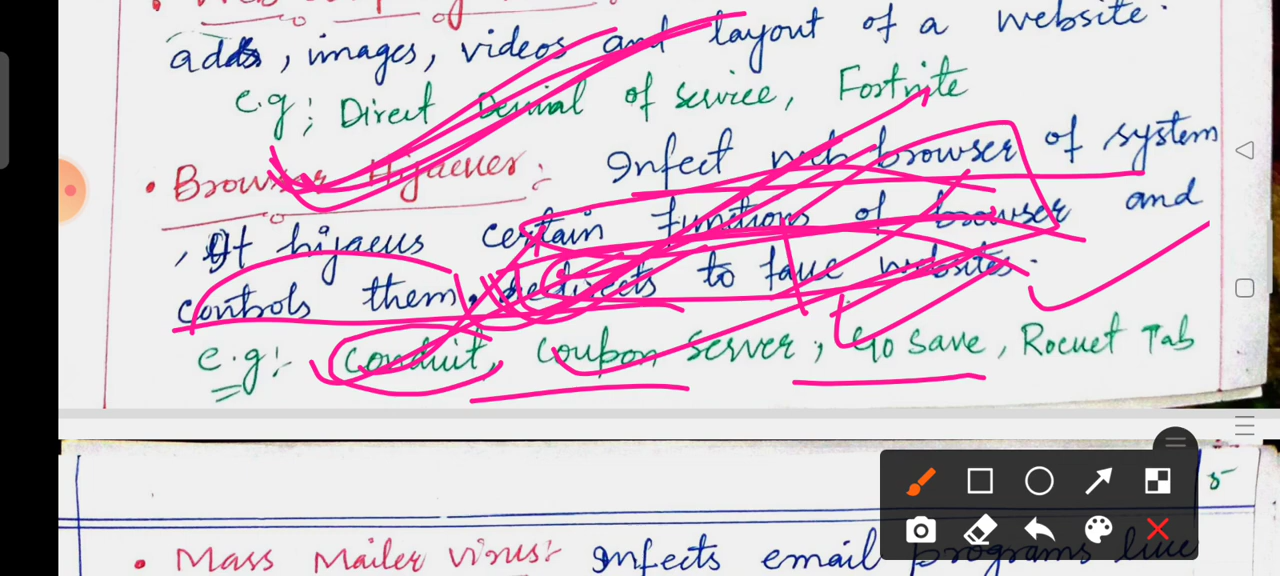 adds, images, videos and layout of a website.
e.g; Direct Denial of service, Fortnite
• Browser Hijacker: Infect web browser of system
, It hijacks certain functions of browser and
controls them. Redirects to fake websites.
e.g:- Conduit, Coupon Server, Go Save, Rocket Tab
5
• Mass Mailer virus:- Infects email programs like